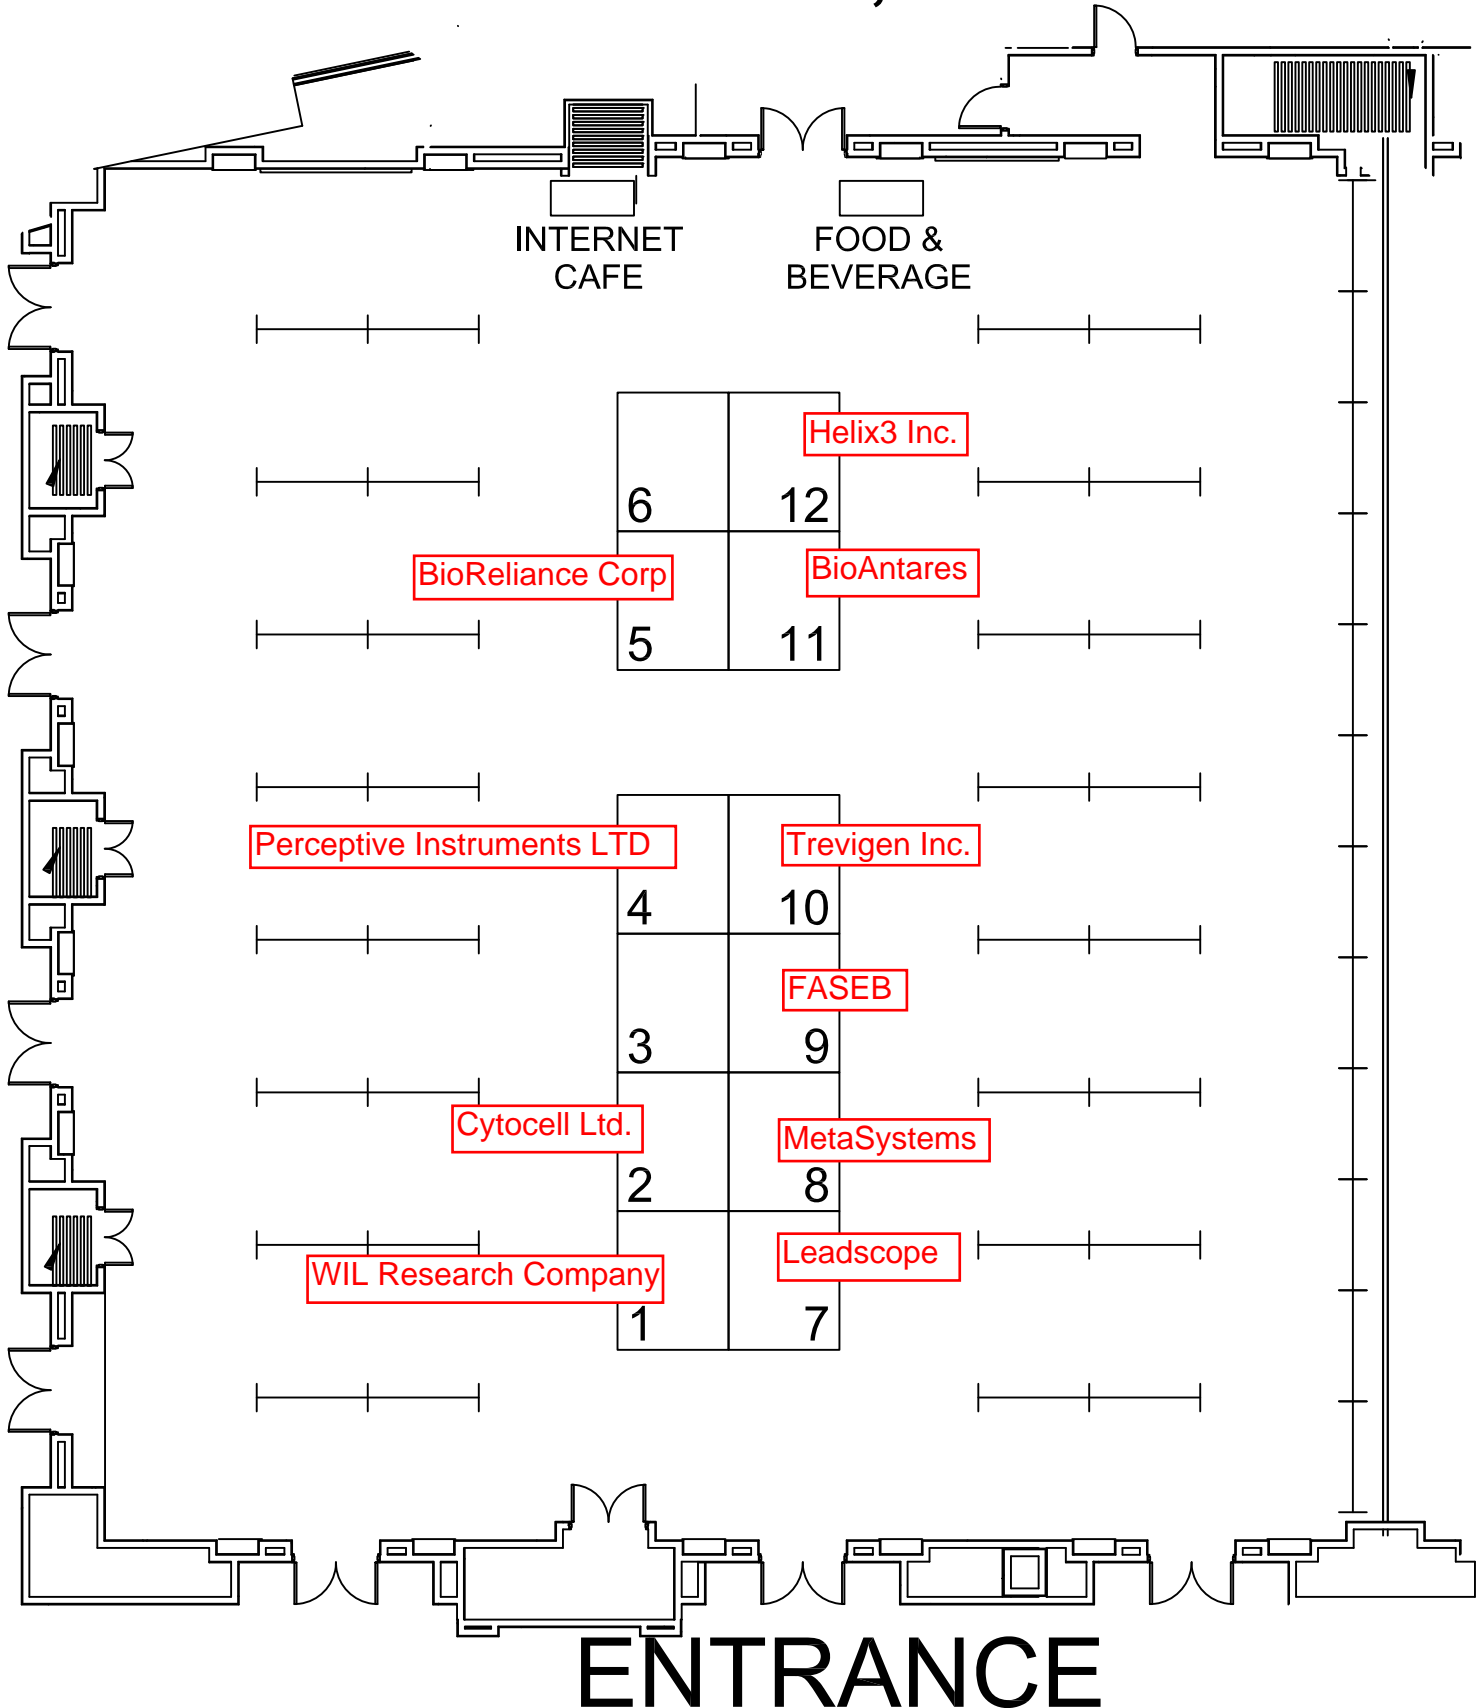 INTERNET
CAFE
FOOD &
BEVERAGE
Helix3 Inc.
6
12
BioReliance Corp
BioAntares
5
11
Perceptive Instruments LTD
Trevigen Inc.
4
10
FASEB
3
9
Cytocell Ltd.
MetaSystems
2
8
WIL Research Company
Leadscope
1
7
ENTRANCE